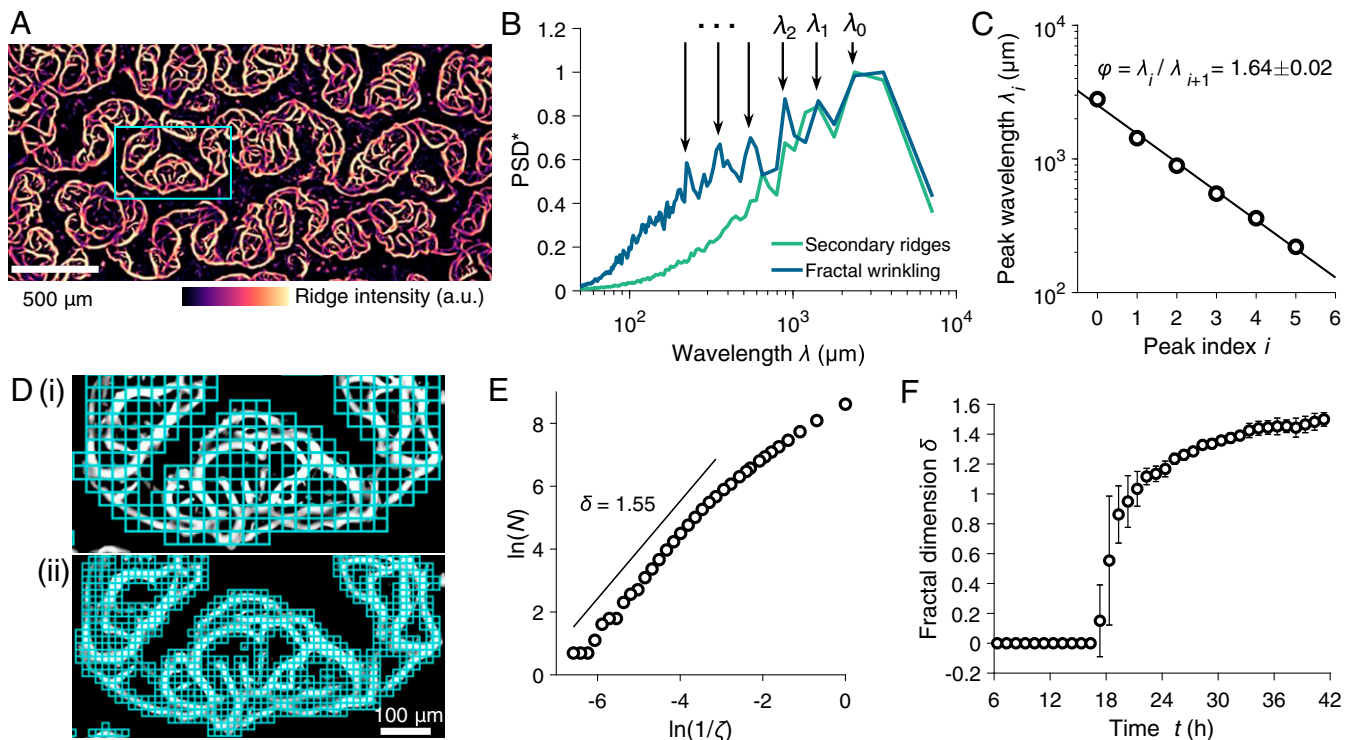 A
500 µm
Ridge intensity (a.u.)
B
PSD*
1.2
1
0.8
0.6
0.4
0.2
0
10²
10³
10⁴
Wavelength λ (µm)
. . .
λ₂
λ₁
λ₀
Secondary ridges
Fractal wrinkling
C
Peak wavelength λᵢ (µm)
10⁴
10³
10²
φ = λᵢ / λᵢ₊₁ = 1.64±0.02
0 1 2 3 4 5 6
Peak index i
D (i)
(ii)
100 µm
E
ln(N)
8
6
4
2
0
δ = 1.55
-6 -4 -2 0
ln(1/ζ)
F
Fractal dimension δ
1.6
1.4
1.2
1
0.8
0.6
0.4
0.2
0
-0.2
6 12 18 24 30 36 42
Time t (h)